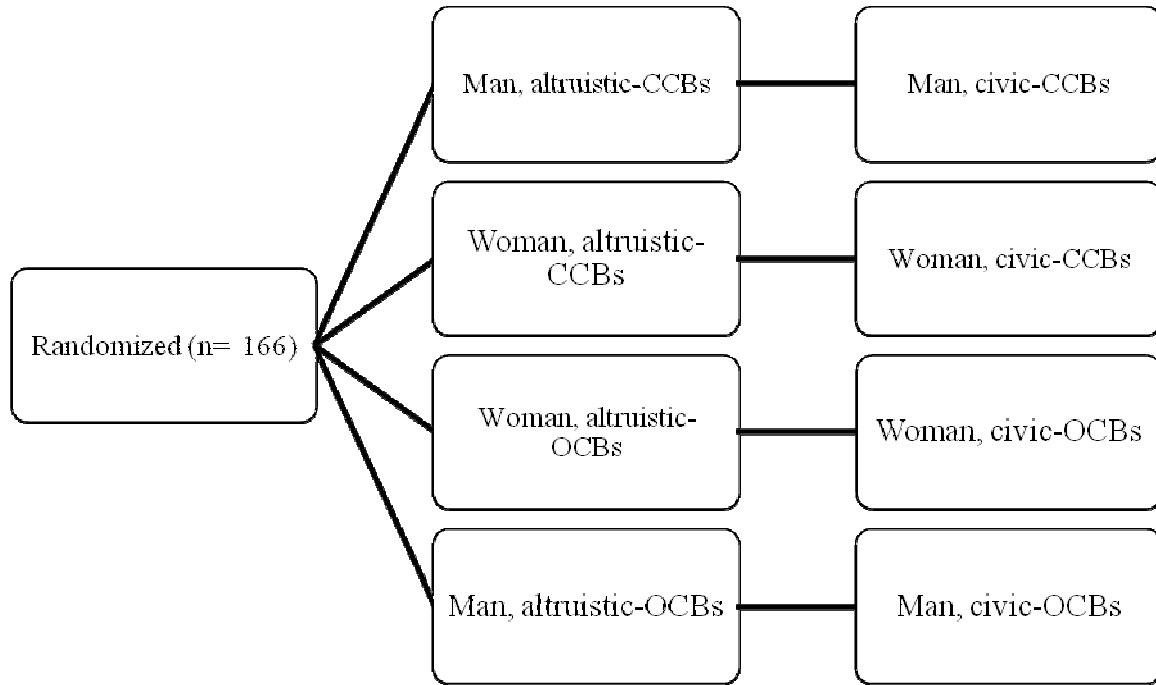 Randomized (n= 166)
Man, altruistic-CCBs
Man, civic-CCBs
Woman, altruistic-
CCBs
Woman, civic-CCBs
Woman, altruistic-
OCBs
Woman, civic-OCBs
Man, altruistic-OCBs
Man, civic-OCBs